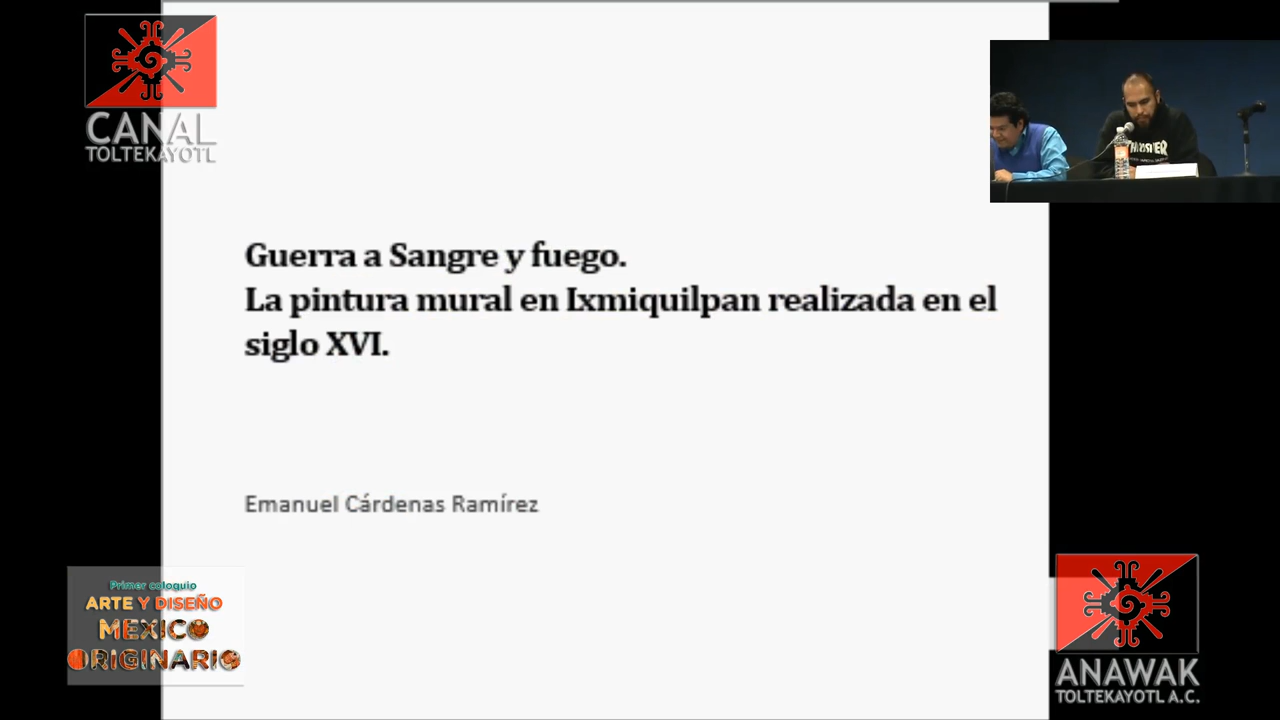 CANAL
TOLTEKAYOTL
Guerra a Sangre y fuego.
La pintura mural en Ixmiquilpan realizada en el
siglo XVI.
Emanuel Cárdenas Ramírez
Primer coloquio
ARTE Y DISEÑO
MEXICO
ORIGINARIO
ANAWAK
TOLTEKAYOTL A.C.